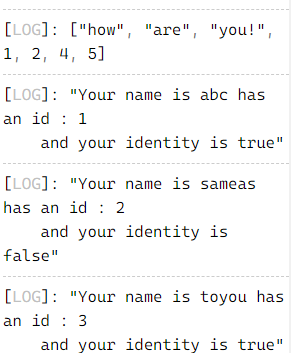 [LOG]: ["how", "are", "you!",
1, 2, 4, 5]
[LOG]: "Your name is abc has
an id : 1
    and your identity is true"
[LOG]: "Your name is sameas
has an id : 2
    and your identity is
false"
[LOG]: "Your name is toyou has
an id : 3
    and your identity is true"